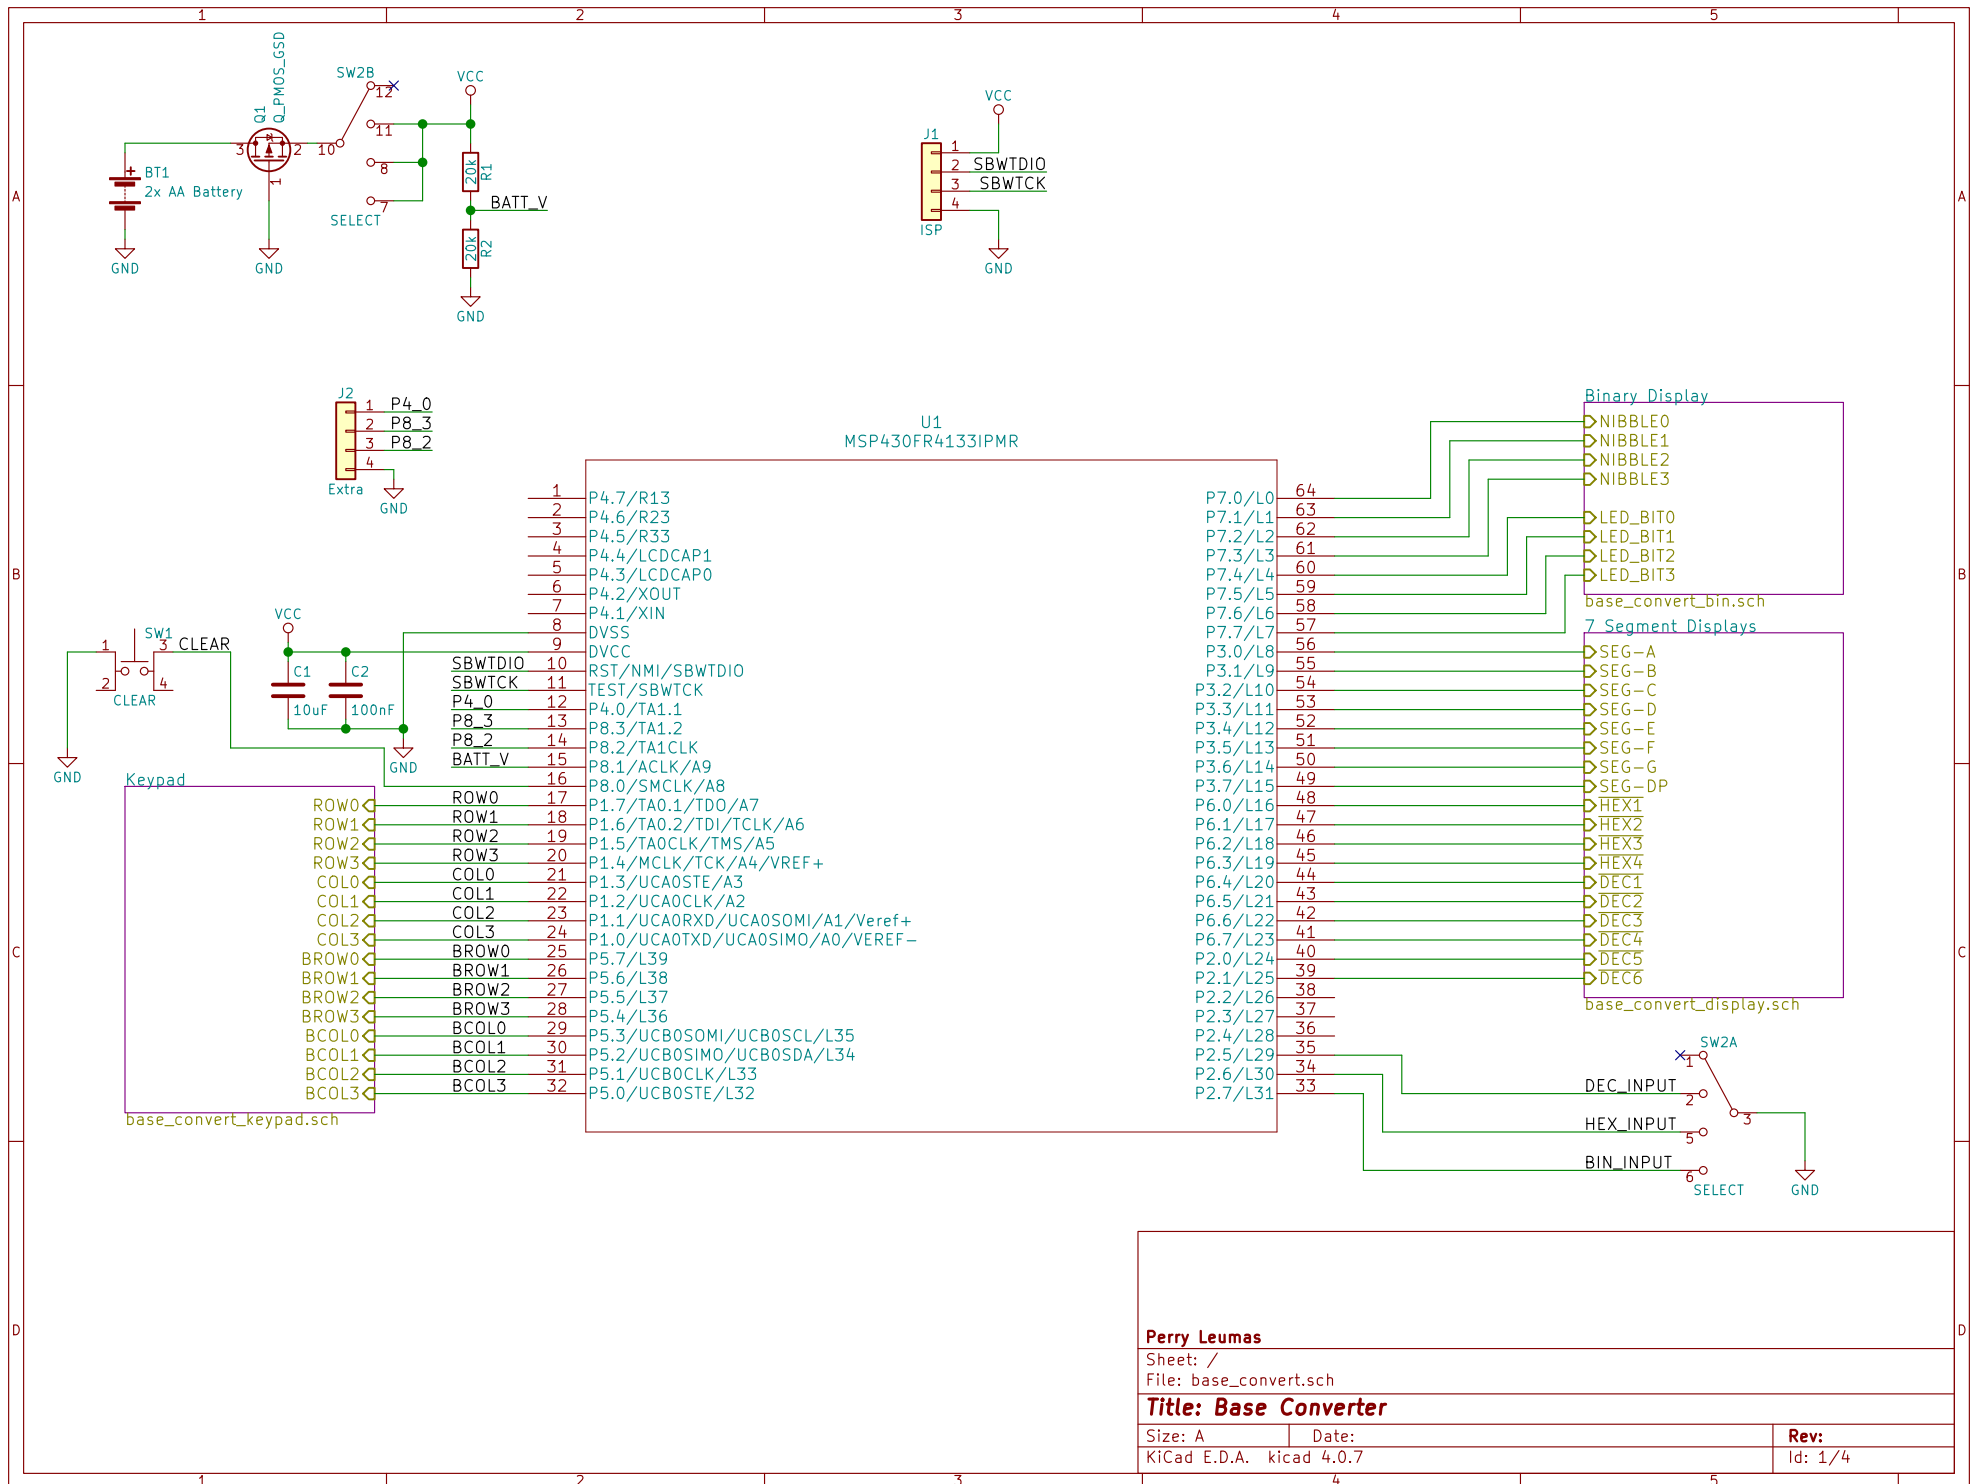 1 2 3 4 5
A
B
C
D
A
B
C
D
Q1
Q_PMOS_GSD
3
2
1
BT1
2x AA Battery
GND
GND
SW2B
12
11
10
8
7
SELECT
VCC
20k
R1
BATT_V
20k
R2
GND
VCC
J1
1
2 SBWTDIO
3 SBWTCK
4
ISP
GND
J2
1 P4_0
2 P8_3
3 P8_2
4
Extra
GND
U1
MSP430FR4133IPMR
1 P4.7/R13
2 P4.6/R23
3 P4.5/R33
4 P4.4/LCDCAP1
5 P4.3/LCDCAP0
6 P4.2/XOUT
7 P4.1/XIN
8 DVSS
9 DVCC
SBWTDIO 10 RST/NMI/SBWTDIO
SBWTCK 11 TEST/SBWTCK
P4_0 12 P4.0/TA1.1
P8_3 13 P8.3/TA1.2
P8_2 14 P8.2/TA1CLK
BATT_V 15 P8.1/ACLK/A9
16 P8.0/SMCLK/A8
ROW0 17 P1.7/TA0.1/TDO/A7
ROW1 18 P1.6/TA0.2/TDI/TCLK/A6
ROW2 19 P1.5/TA0CLK/TMS/A5
ROW3 20 P1.4/MCLK/TCK/A4/VREF+
COL0 21 P1.3/UCA0STE/A3
COL1 22 P1.2/UCA0CLK/A2
COL2 23 P1.1/UCA0RXD/UCA0SOMI/A1/Veref+
COL3 24 P1.0/UCA0TXD/UCA0SIMO/A0/VEREF-
BROW0 25 P5.7/L39
BROW1 26 P5.6/L38
BROW2 27 P5.5/L37
BROW3 28 P5.4/L36
BCOL0 29 P5.3/UCB0SOMI/UCB0SCL/L35
BCOL1 30 P5.2/UCB0SIMO/UCB0SDA/L34
BCOL2 31 P5.1/UCB0CLK/L33
BCOL3 32 P5.0/UCB0STE/L32
P7.0/L0 64
P7.1/L1 63
P7.2/L2 62
P7.3/L3 61
P7.4/L4 60
P7.5/L5 59
P7.6/L6 58
P7.7/L7 57
P3.0/L8 56
P3.1/L9 55
P3.2/L10 54
P3.3/L11 53
P3.4/L12 52
P3.5/L13 51
P3.6/L14 50
P3.7/L15 49
P6.0/L16 48
P6.1/L17 47
P6.2/L18 46
P6.3/L19 45
P6.4/L20 44
P6.5/L21 43
P6.6/L22 42
P6.7/L23 41
P2.0/L24 40
P2.1/L25 39
P2.2/L26 38
P2.3/L27 37
P2.4/L28 36
P2.5/L29 35
P2.6/L30 34
P2.7/L31 33
VCC
C1
10uF
C2
100nF
GND
SW1
1
3 CLEAR
2
4
CLEAR
GND
Keypad
ROW0
ROW1
ROW2
ROW3
COL0
COL1
COL2
COL3
BROW0
BROW1
BROW2
BROW3
BCOL0
BCOL1
BCOL2
BCOL3
base_convert_keypad.sch
Binary Display
NIBBLE0
NIBBLE1
NIBBLE2
NIBBLE3
LED_BIT0
LED_BIT1
LED_BIT2
LED_BIT3
base_convert_bin.sch
7 Segment Displays
SEG-A
SEG-B
SEG-C
SEG-D
SEG-E
SEG-F
SEG-G
SEG-DP
HEX1
HEX2
HEX3
HEX4
DEC1
DEC2
DEC3
DEC4
DEC5
DEC6
base_convert_display.sch
SW2A
1
DEC_INPUT 2
3
HEX_INPUT 5
BIN_INPUT 6
SELECT
GND
Perry Leumas
Sheet: /
File: base_convert.sch
Title: Base Converter
Size: A Date: Rev:
KiCad E.D.A. kicad 4.0.7 Id: 1/4
1 2 3 4 5